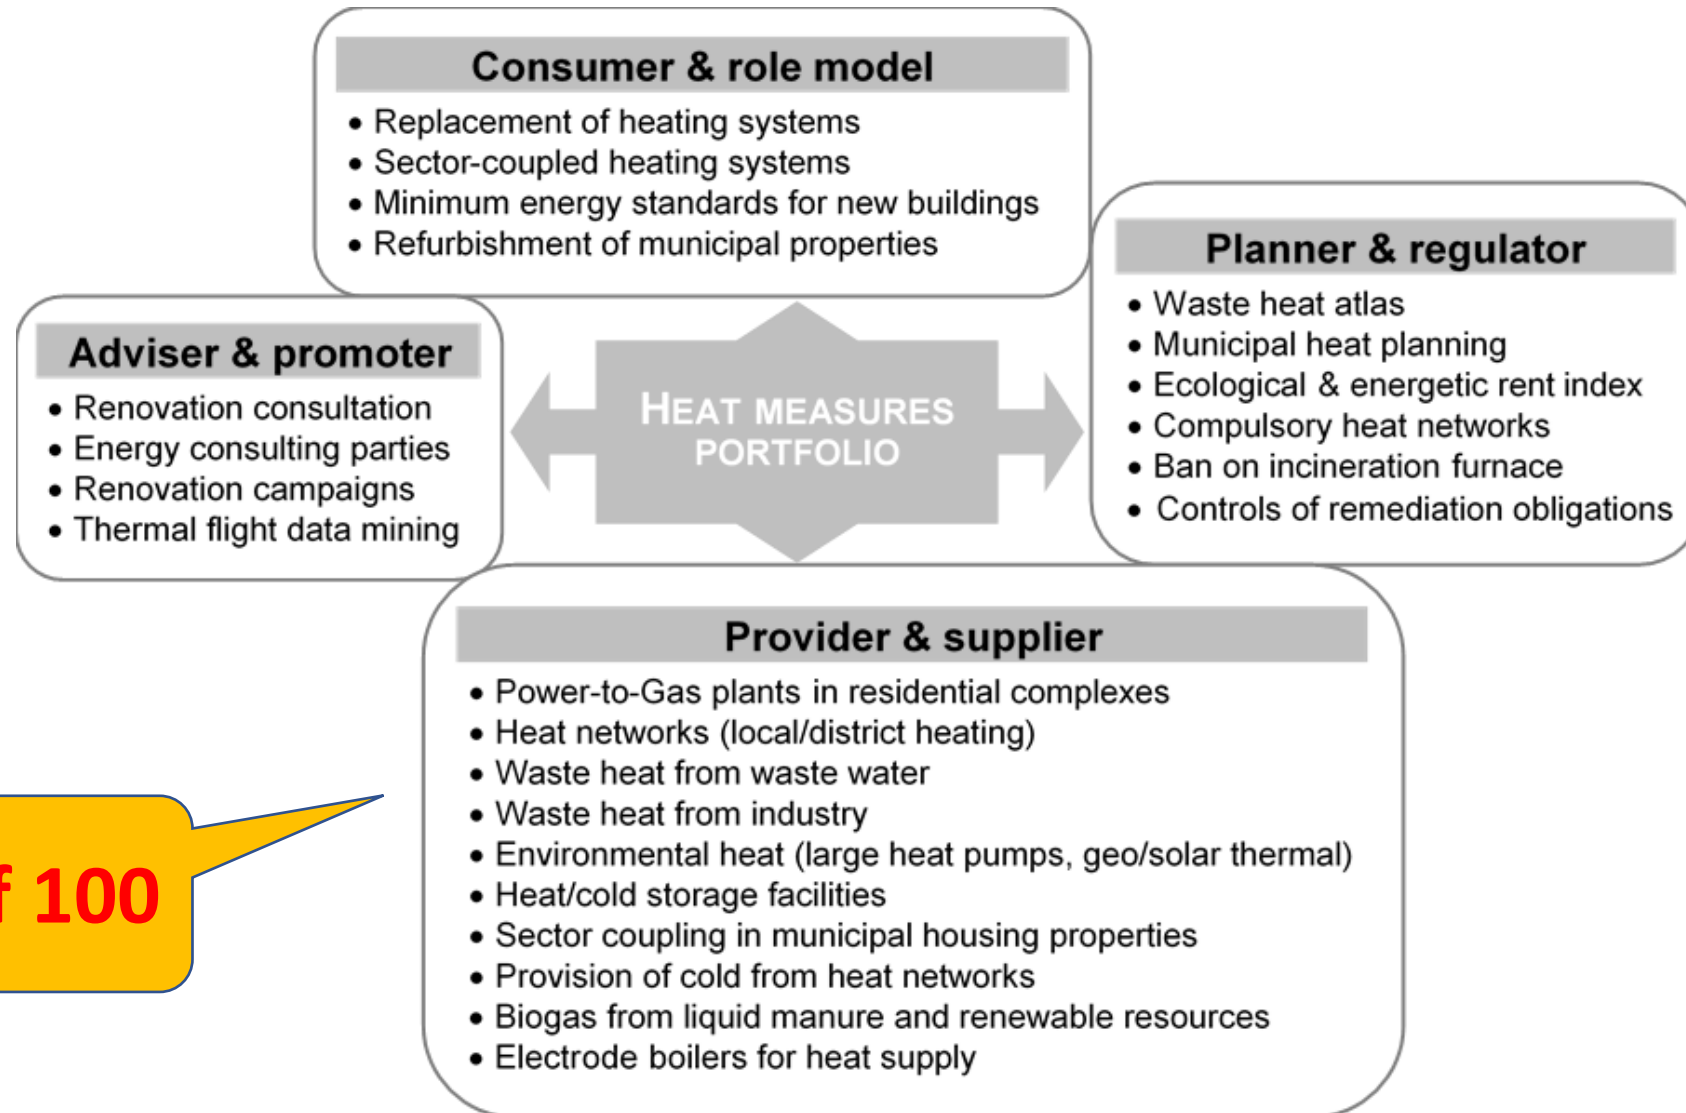 Consumer & role model
• Replacement of heating systems
• Sector-coupled heating systems
• Minimum energy standards for new buildings
• Refurbishment of municipal properties
Planner & regulator
• Waste heat atlas
• Municipal heat planning
• Ecological & energetic rent index
• Compulsory heat networks
• Ban on incineration furnace
• Controls of remediation obligations
Adviser & promoter
• Renovation consultation
• Energy consulting parties
• Renovation campaigns
• Thermal flight data mining
HEAT MEASURES
PORTFOLIO
Provider & supplier
• Power-to-Gas plants in residential complexes
• Heat networks (local/district heating)
• Waste heat from waste water
• Waste heat from industry
• Environmental heat (large heat pumps, geo/solar thermal)
• Heat/cold storage facilities
• Sector coupling in municipal housing properties
• Provision of cold from heat networks
• Biogas from liquid manure and renewable resources
• Electrode boilers for heat supply
100